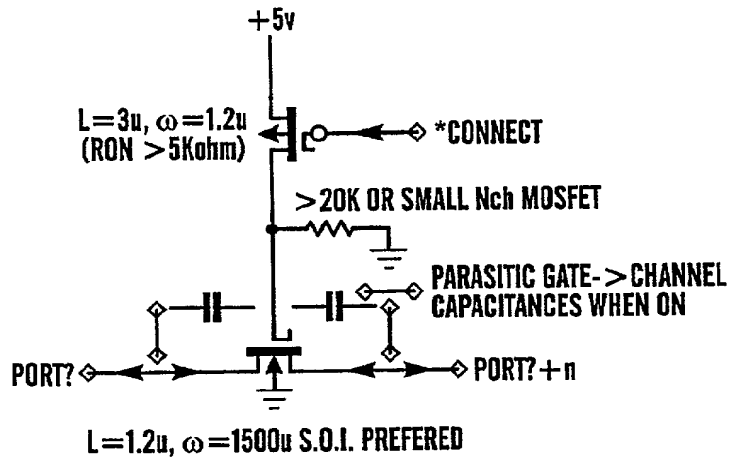 +5v
L=3u, ω=1.2u
(RON >5Kohm)
*CONNECT
>20K OR SMALL Nch MOSFET
PARASITIC GATE->CHANNEL
CAPACITANCES WHEN ON
PORT?
PORT?+n
L=1.2u, ω=1500u S.O.I. PREFERED